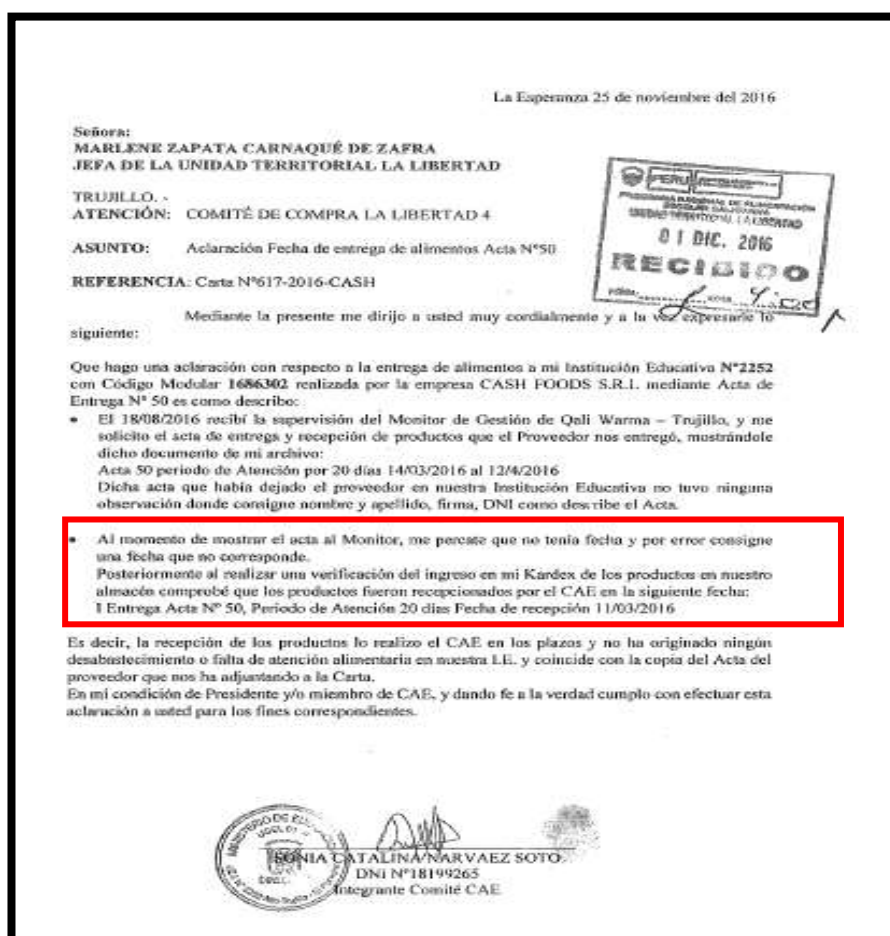 La Esperanza 25 de noviembre del 2016
Señora:
MARLENE ZAPATA CARNAQUÉ DE ZAFRA
JEFA DE LA UNIDAD TERRITORIAL LA LIBERTAD
TRUJILLO. -
ATENCIÓN: COMITÉ DE COMPRA LA LIBERTAD 4
ASUNTO: Aclaración Fecha de entrega de alimentos Acta N°50
REFERENCIA: Carta N°617-2016-CASH
PERU
PROGRAMA NACIONAL DE ALIMENTACIÓN
ESCOLAR QALIWARMA
UNIDAD TERRITORIAL LA LIBERTAD
01 DIC. 2016
RECIBIDO
Mediante la presente me dirijo a usted muy cordialmente y a la vez expresarle lo
siguiente:
Que hago una aclaración con respecto a la entrega de alimentos a mi Institución Educativa N°2252
con Código Modular 1686302 realizada por la empresa CASH FOODS S.R.L. mediante Acta de
Entrega N° 50 es como describo:
• El 18/08/2016 recibí la supervisión del Monitor de Gestión de Qali Warma – Trujillo, y me
solicito el acta de entrega y recepción de productos que el Proveedor nos entregó, mostrándole
dicho documento de mi archivo:
Acta 50 periodo de Atención por 20 días 14/03/2016 al 12/4/2016
Dicha acta que había dejado el proveedor en nuestra Institución Educativa no tuvo ninguna
observación donde consigne nombre y apellido, firma, DNI como describe el Acta.
• Al momento de mostrar el acta al Monitor, me percate que no tenía fecha y por error consigne
una fecha que no corresponde.
Posteriormente al realizar una verificación del ingreso en mi Kardex de los productos en nuestro
almacén comprobé que los productos fueron recepcionados por el CAE en la siguiente fecha:
I Entrega Acta N° 50, Periodo de Atención 20 días Fecha de recepción 11/03/2016
Es decir, la recepción de los productos lo realizo el CAE en los plazos y no ha originado ningún
desabastecimiento o falta de atención alimentaria en nuestra I.E. y coincide con la copia del Acta del
proveedor que nos ha adjuntando a la Carta.
En mi condición de Presidente y/o miembro de CAE, y dando fe a la verdad cumplo con efectuar esta
aclaración a usted para los fines correspondientes.
SONIA CATALINA NARVAEZ SOTO
DNI N°18199265
Integrante Comité CAE